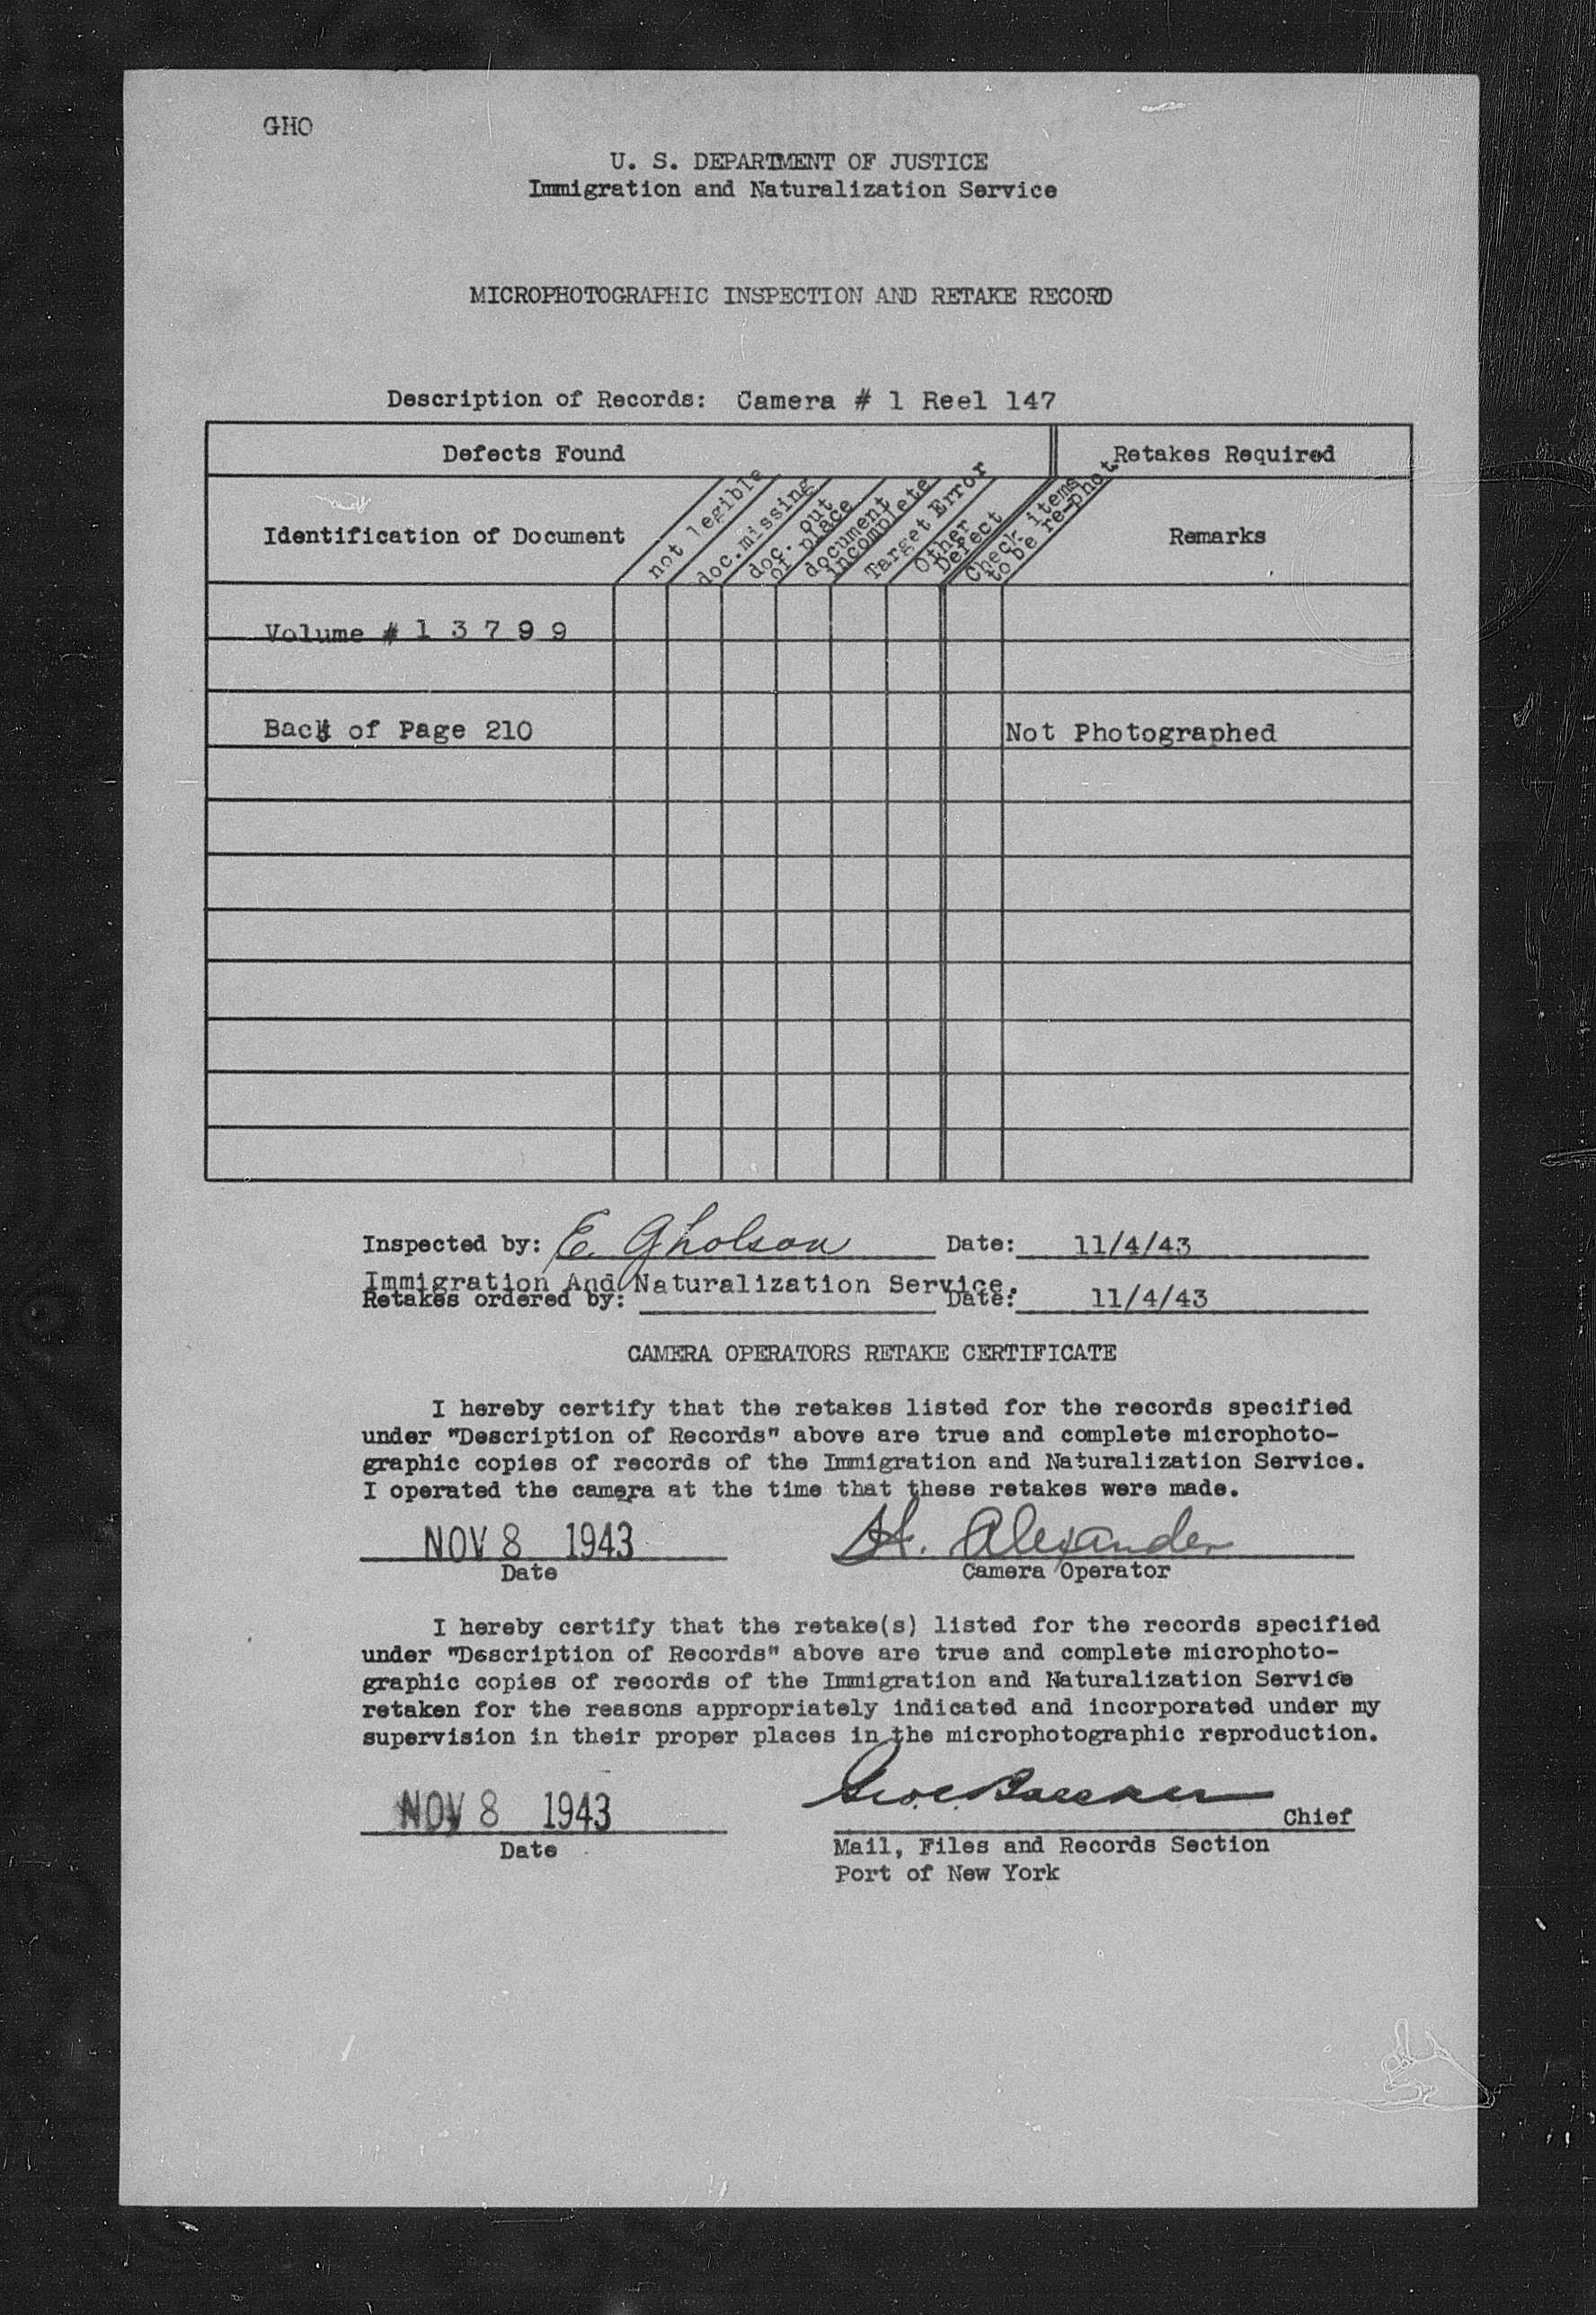 GHO
U. S. DEPARTMENT OF JUSTICE
Immigration and Naturalization Service
MICROPHOTOGRAPHIC INSPECTION AND RETAKE RECORD
Description of Records: Camera # 1 Reel 147
Defects Found
Retakes Required
Identification of Document
not legible
doc.missing
doc. out
of place
document
incomplete
Target Error
Other
Defect
Check items
to be re-phot.
Remarks
Volume # 1 3 7 9 9
Back of Page 210
Not Photographed
Inspected by: E. Gholson Date: 11/4/43
Immigration And Naturalization Service.
Retakes ordered by: Date: 11/4/43
CAMERA OPERATORS RETAKE CERTIFICATE
I hereby certify that the retakes listed for the records specified
under "Description of Records" above are true and complete microphoto-
graphic copies of records of the Immigration and Naturalization Service.
I operated the camera at the time that these retakes were made.
NOV 8 1943 H. Alexander
Date Camera Operator
I hereby certify that the retake(s) listed for the records specified
under "Description of Records" above are true and complete microphoto-
graphic copies of records of the Immigration and Naturalization Service
retaken for the reasons appropriately indicated and incorporated under my
supervision in their proper places in the microphotographic reproduction.
NOV 8 1943 Chief
Date Mail, Files and Records Section
Port of New York